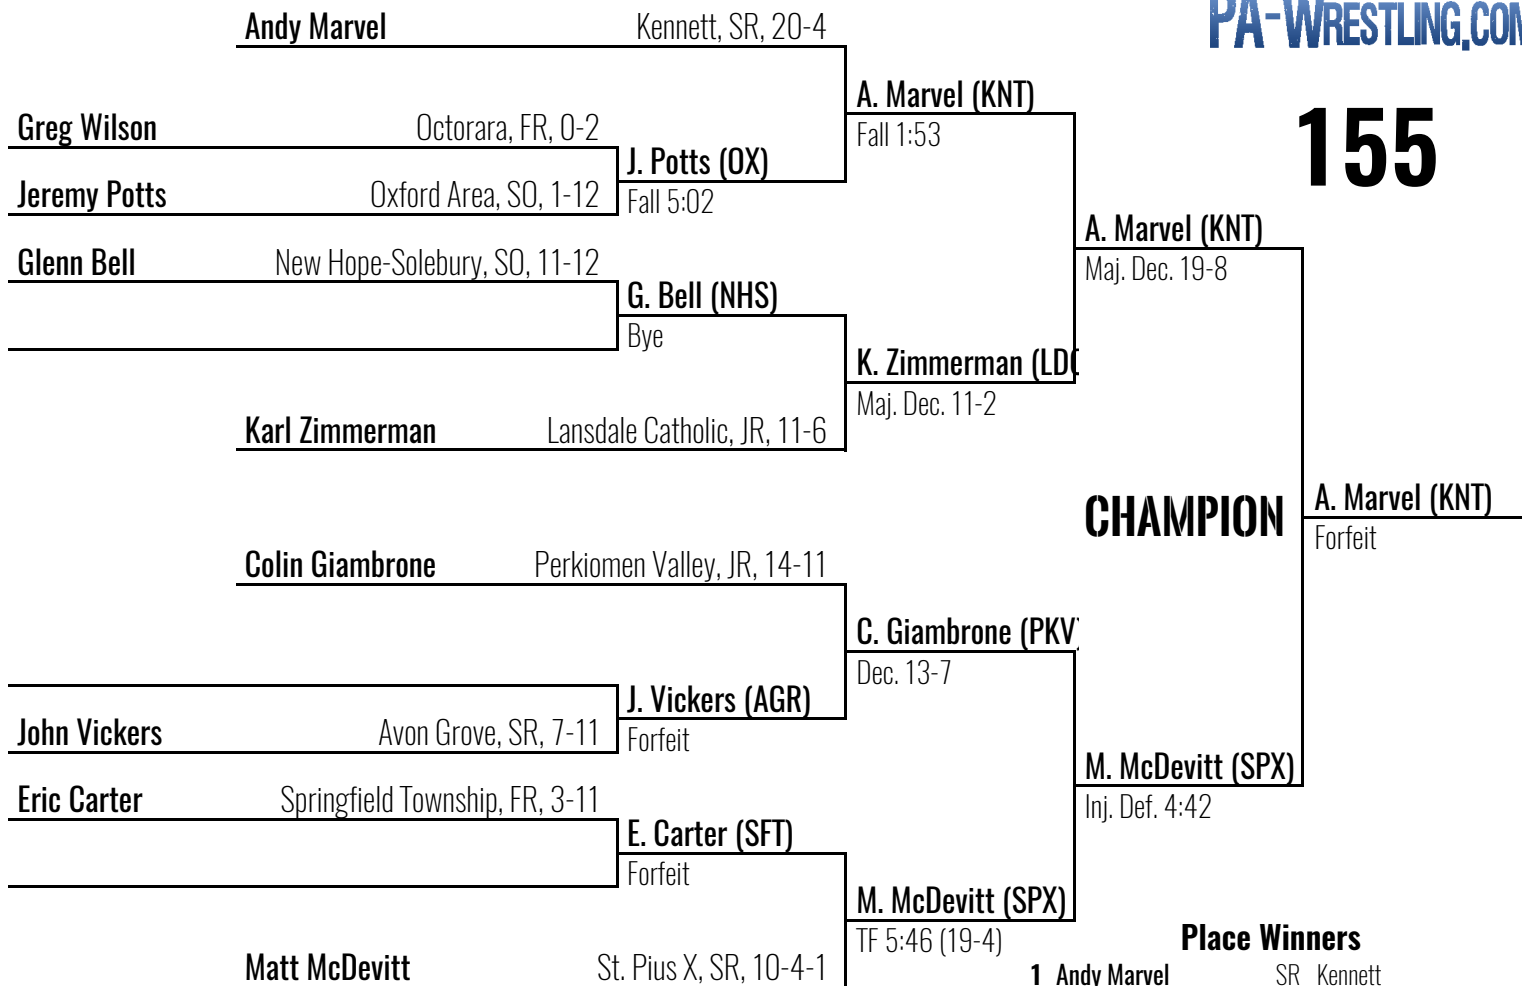 PA-WRESTLING.COM
155
Andy Marvel Kennett, SR, 20-4
A. Marvel (KNT)
Fall 1:53
Greg Wilson Octorara, FR, 0-2
J. Potts (OX)
Fall 5:02
Jeremy Potts Oxford Area, SO, 1-12
A. Marvel (KNT)
Maj. Dec. 19-8
Glenn Bell New Hope-Solebury, SO, 11-12
G. Bell (NHS)
Bye
K. Zimmerman (LDC
Maj. Dec. 11-2
Karl Zimmerman Lansdale Catholic, JR, 11-6
CHAMPION
A. Marvel (KNT)
Forfeit
Colin Giambrone Perkiomen Valley, JR, 14-11
C. Giambrone (PKV)
Dec. 13-7
J. Vickers (AGR)
Forfeit
John Vickers Avon Grove, SR, 7-11
M. McDevitt (SPX)
Inj. Def. 4:42
Eric Carter Springfield Township, FR, 3-11
E. Carter (SFT)
Forfeit
M. McDevitt (SPX)
TF 5:46 (19-4)
Matt McDevitt St. Pius X, SR, 10-4-1
Place Winners
1 Andy Marvel SR Kennett